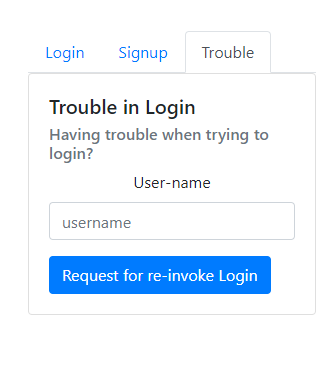 Login Signup Trouble
Trouble in Login
Having trouble when trying to
login?
User-name
username
Request for re-invoke Login